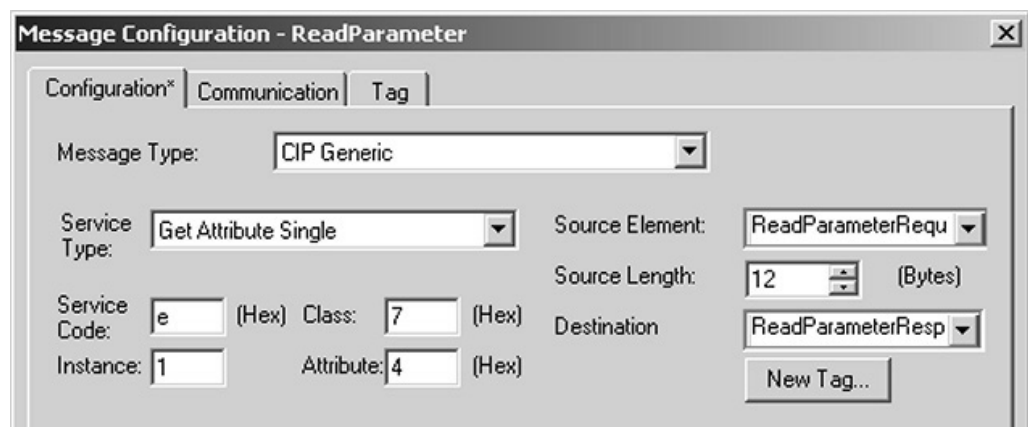 Message Configuration - ReadParameter
Configuration* Communication Tag
Message Type: CIP Generic
Service Type: Get Attribute Single
Source Element: ReadParameterRequ
Source Length: 12 (Bytes)
Service Code: e (Hex) Class: 7 (Hex)
Destination ReadParameterResp
Instance: 1 Attribute: 4 (Hex)
New Tag...